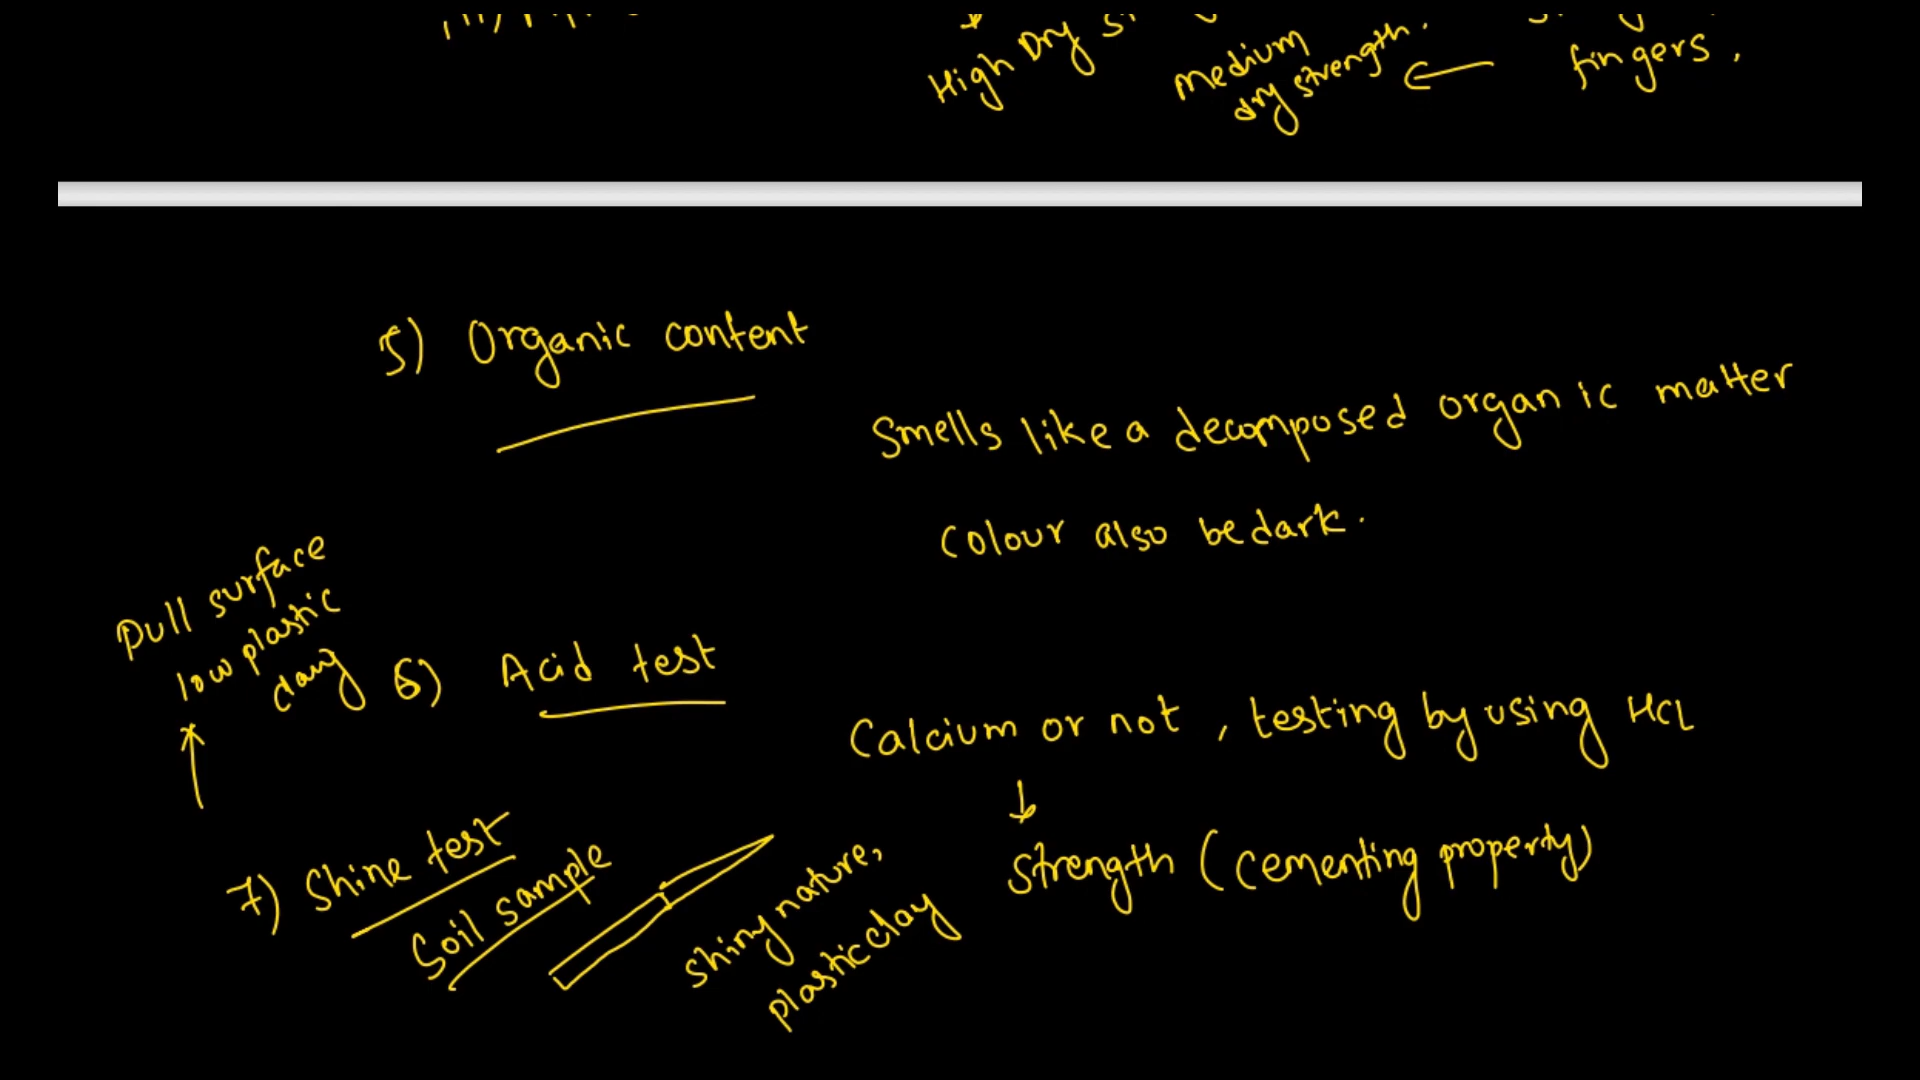 High Dry
medium
dry strength.
fingers,
5) Organic content
Smells like a decomposed organic matter
Colour also be dark.
Dull surface
low plastic
clay
6) Acid test
Calcium or not, testing by using HCL
Strength (cementing property)
7) Shine test
Soil sample
Shiny nature,
plastic clay